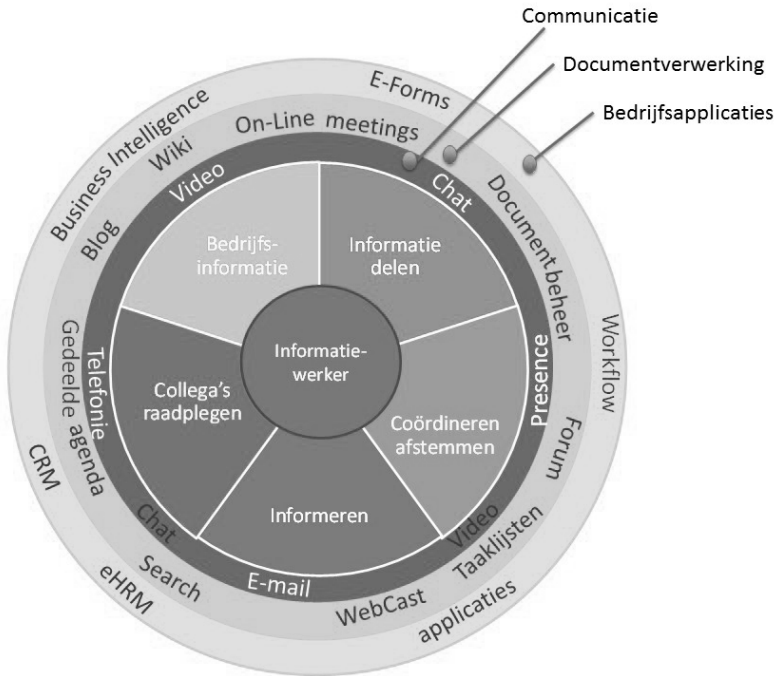 Communicatie
Documentverwerking
Bedrijfsapplicaties
E-Forms
Business Intelligence
Workflow
CRM
eHRM
applicaties
On-Line meetings
Wiki
Blog
Documentbeheer
Gedeelde agenda
Forum
Taaklijsten
Search
WebCast
Video
Chat
Telefonie
Presence
Chat
Video
E-mail
Bedrijfs-
informatie
Informatie
delen
Informatie-
werker
Collega's
raadplegen
Coördineren
afstemmen
Informeren